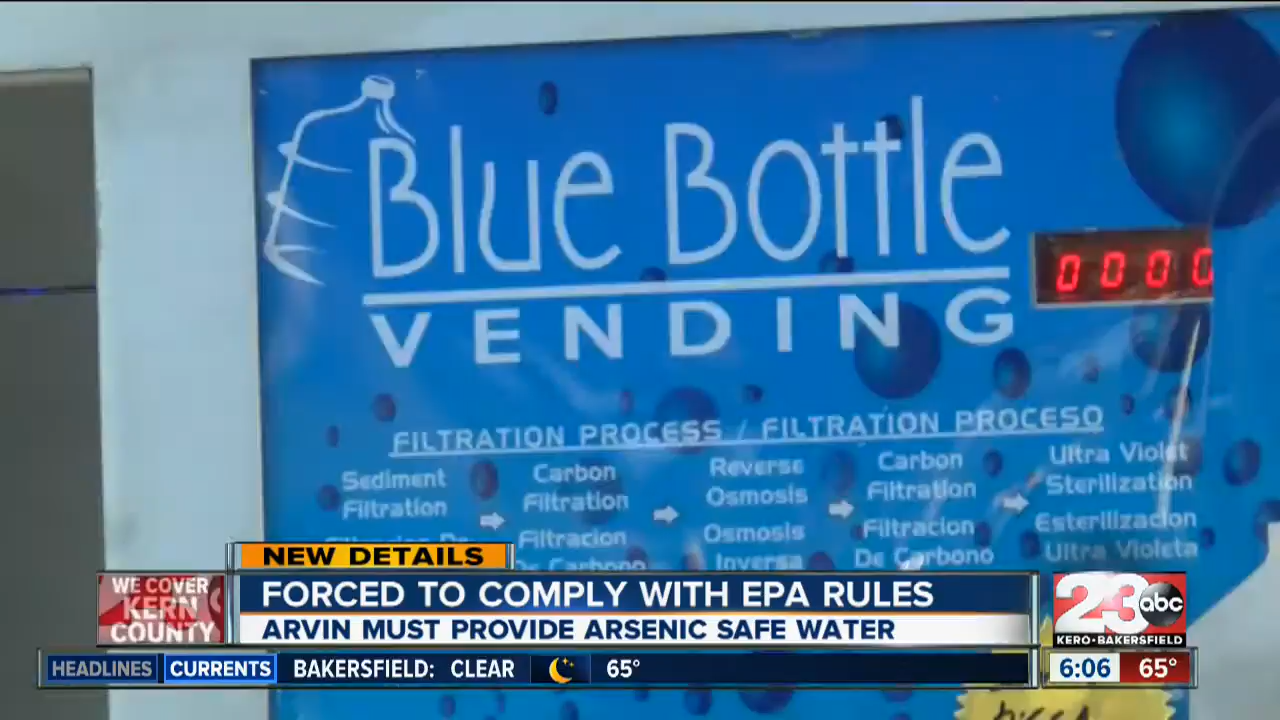 Blue Bottle
VENDING
0000
FILTRATION PROCESS / FILTRATION PROCESO
Sediment
Filtration
Carbon
Filtration
Filtracion
De Carbono
Reverse
Osmosis
Osmosis
Inversa
Carbon
Filtration
Filtracion
De Carbono
Ultra Violet
Sterilization
Esterilizacion
Ultra Violeta
NEW DETAILS
WE COVER
KERN
COUNTY
FORCED TO COMPLY WITH EPA RULES
ARVIN MUST PROVIDE ARSENIC SAFE WATER
23 abc
KERO-BAKERSFIELD
HEADLINES CURRENTS BAKERSFIELD: CLEAR 65°
6:06 65°